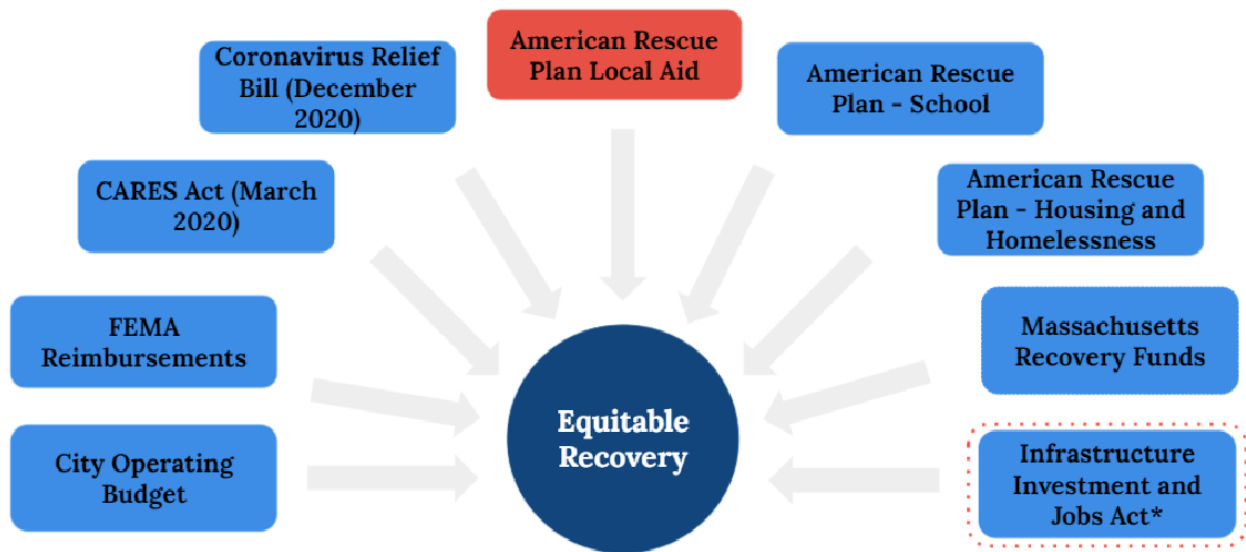 American Rescue
Plan Local Aid
Coronavirus Relief
Bill (December
2020)
American Rescue
Plan - School
CARES Act (March
2020)
American Rescue
Plan - Housing and
Homelessness
FEMA
Reimbursements
Massachusetts
Recovery Funds
Equitable
Recovery
City Operating
Budget
Infrastructure
Investment and
Jobs Act*